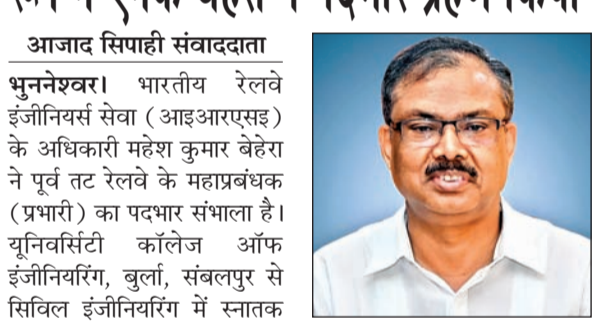 आजाद सिपाही संवाददाता
भुननेश्वर। भारतीय रेलवे
इंजीनियर्स सेवा (आइआरएसइ)
के अधिकारी महेश कुमार बेहेरा
ने पूर्व तट रेलवे के महाप्रबंधक
(प्रभारी) का पदभार संभाला है।
यूनिवर्सिटी कॉलेज ऑफ
इंजीनियरिंग, बुर्ला, संबलपुर से
सिविल इंजीनियरिंग में स्नातक